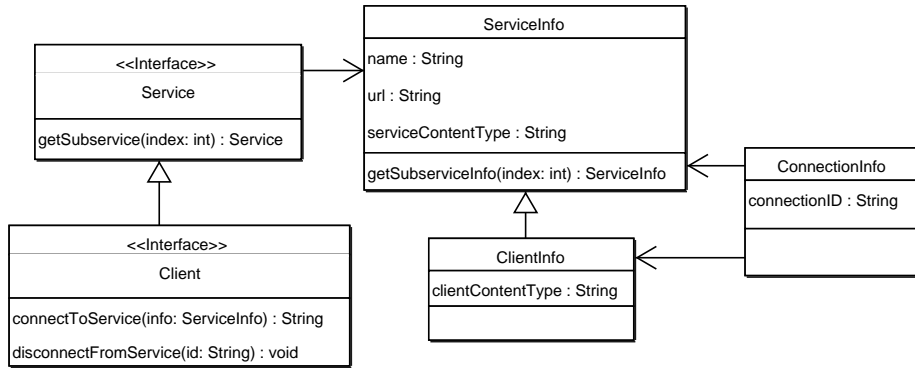 <<Interface>>
Service
getSubservice(index: int) : Service
ServiceInfo
name : String
url : String
serviceContentType : String
getSubserviceInfo(index: int) : ServiceInfo
ConnectionInfo
connectionID : String
<<Interface>>
Client
connectToService(info: ServiceInfo) : String
disconnectFromService(id: String) : void
ClientInfo
clientContentType : String